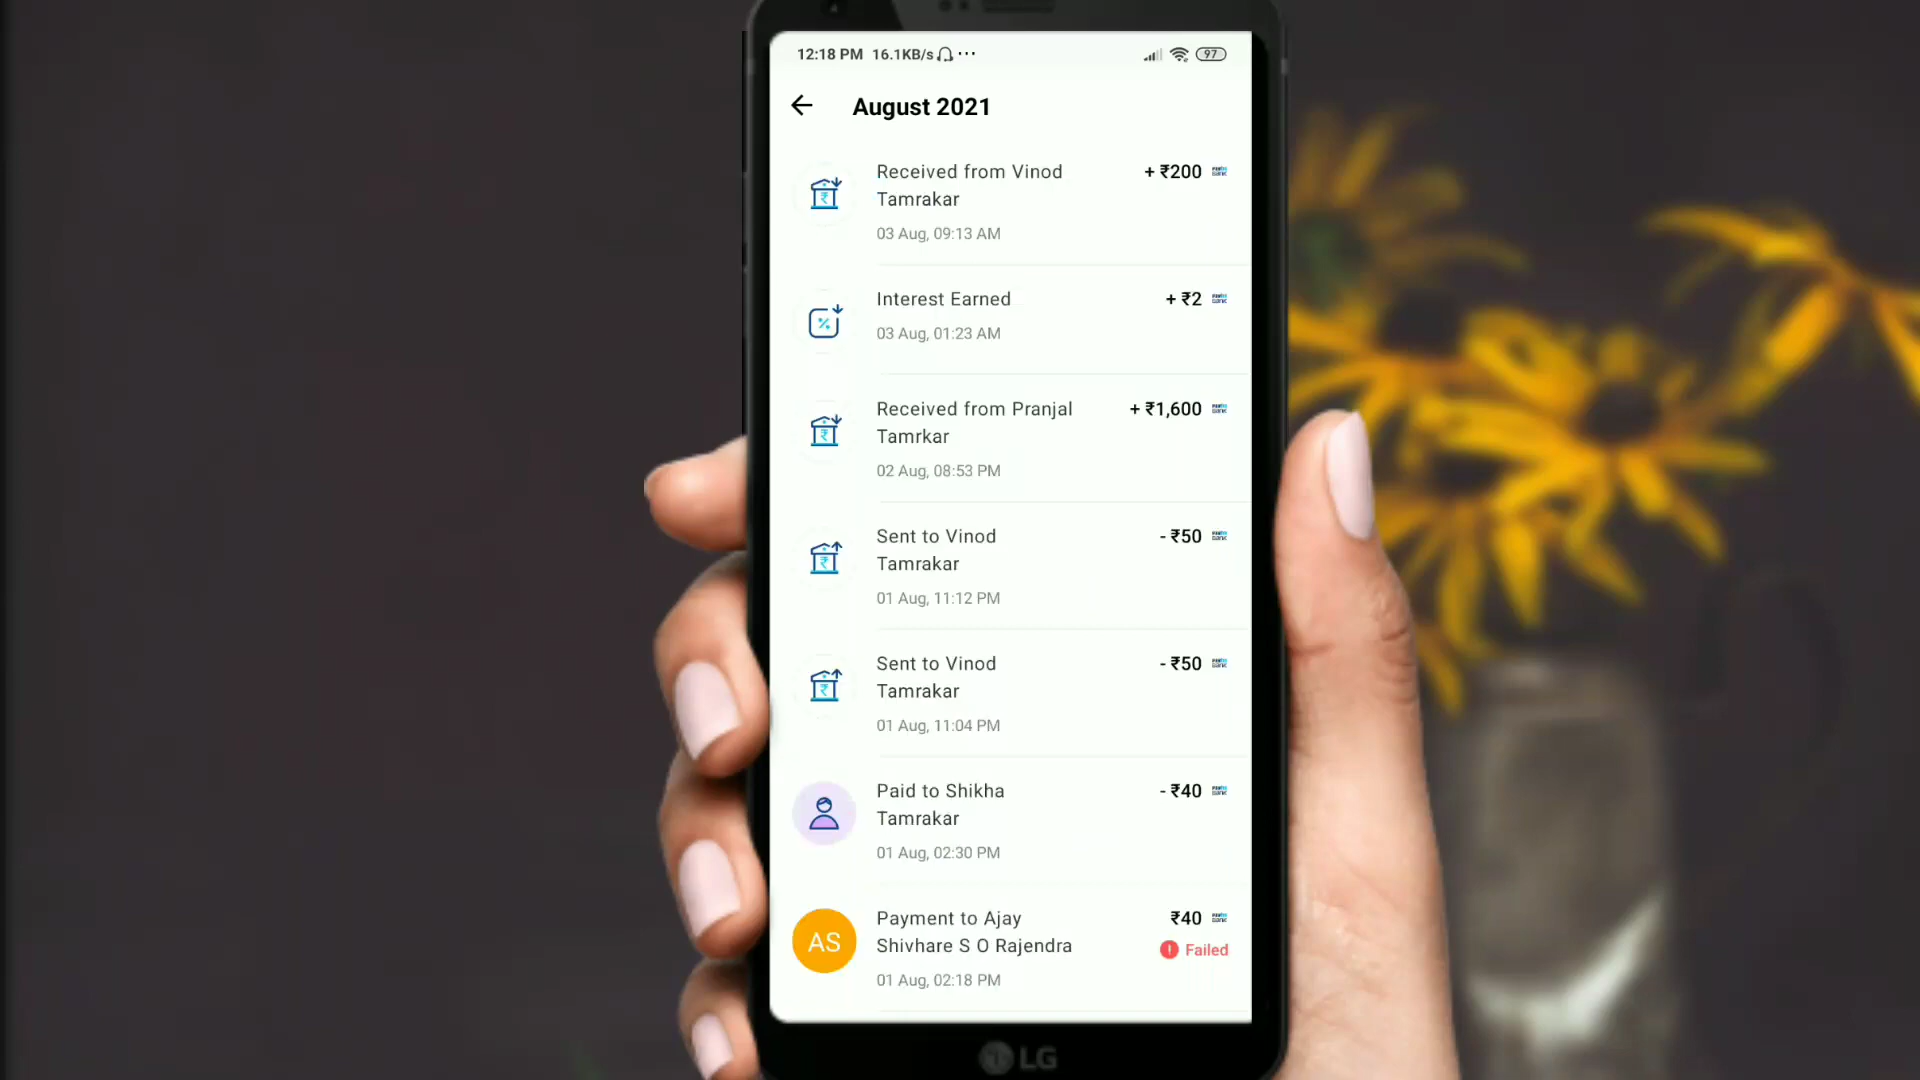 12:18 PM 16.1KB/s ... 97
August 2021
Received from Vinod + ₹200
Tamrakar
03 Aug, 09:13 AM
Interest Earned + ₹2
03 Aug, 01:23 AM
Received from Pranjal + ₹1,600
Tamrkar
02 Aug, 08:53 PM
Sent to Vinod - ₹50
Tamrakar
01 Aug, 11:12 PM
Sent to Vinod - ₹50
Tamrakar
01 Aug, 11:04 PM
Paid to Shikha - ₹40
Tamrakar
01 Aug, 02:30 PM
AS Payment to Ajay ₹40
Shivhare S O Rajendra Failed
01 Aug, 02:18 PM
LG